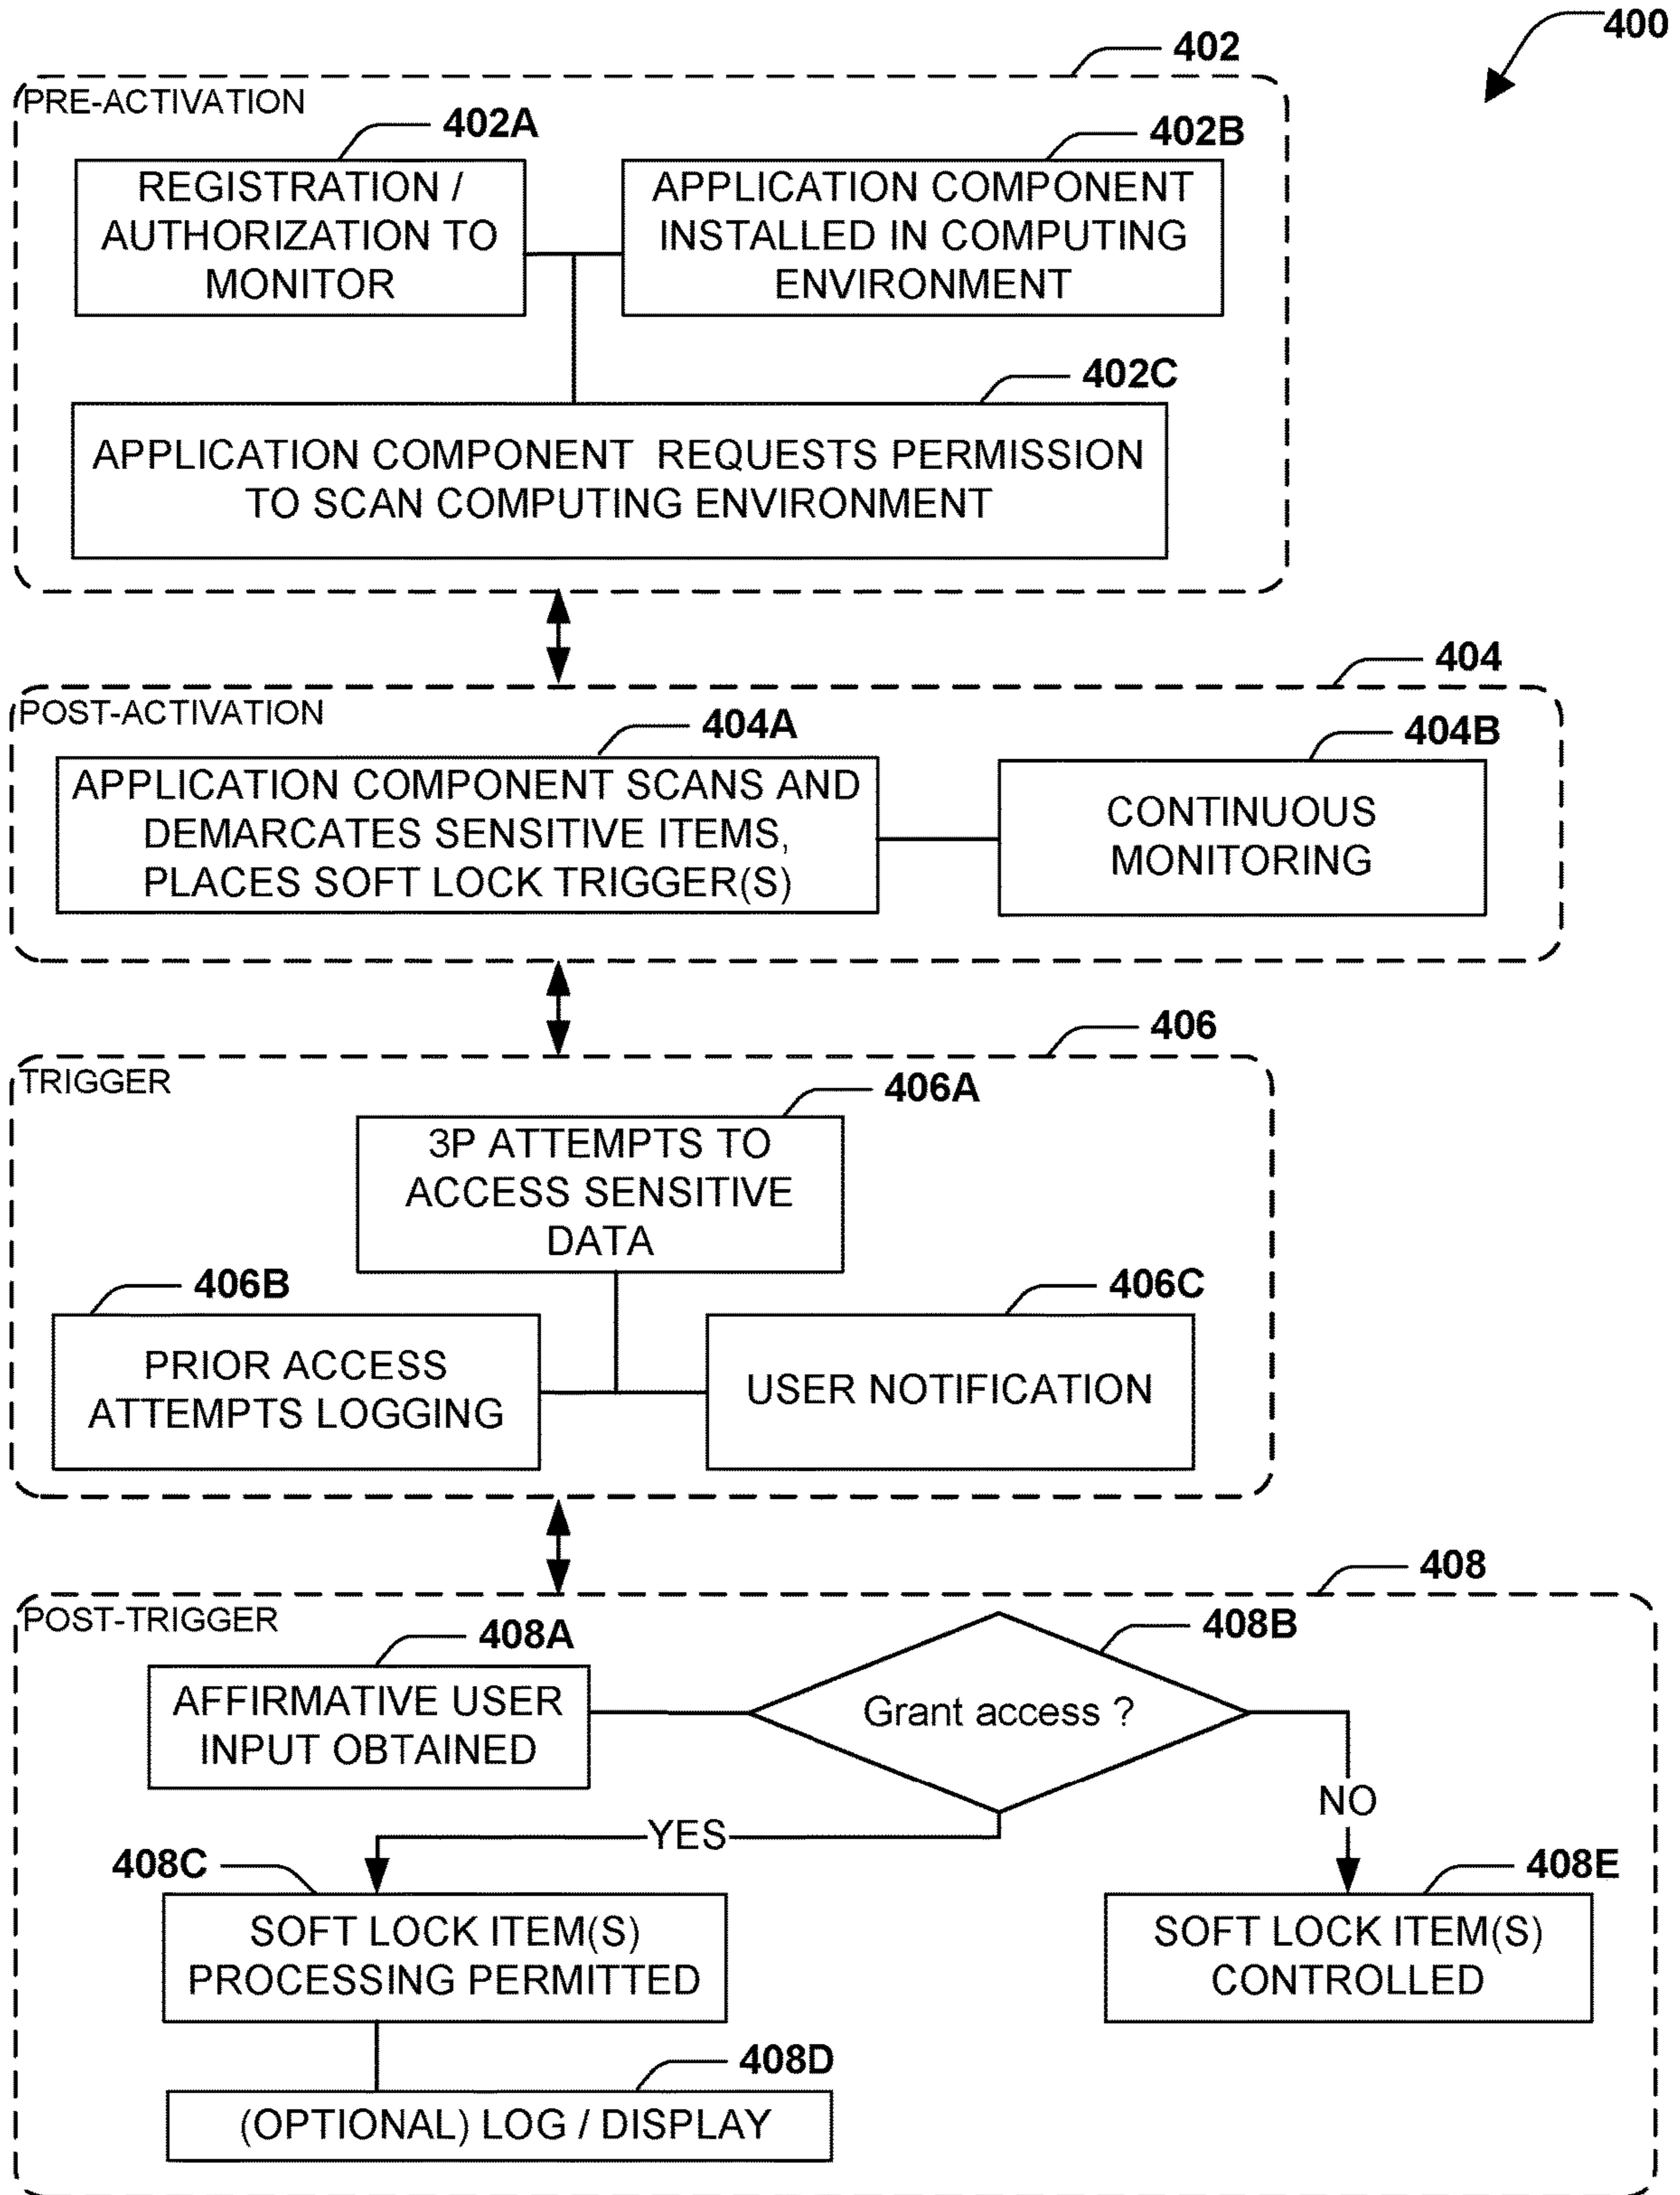 400
402
PRE-ACTIVATION
402A
402B
REGISTRATION /
AUTHORIZATION TO
MONITOR
APPLICATION COMPONENT
INSTALLED IN COMPUTING
ENVIRONMENT
402C
APPLICATION COMPONENT REQUESTS PERMISSION
TO SCAN COMPUTING ENVIRONMENT
404
POST-ACTIVATION
404A
404B
APPLICATION COMPONENT SCANS AND
DEMARCATES SENSITIVE ITEMS,
PLACES SOFT LOCK TRIGGER(S)
CONTINUOUS
MONITORING
406
TRIGGER
406A
3P ATTEMPTS TO
ACCESS SENSITIVE
DATA
406B
406C
PRIOR ACCESS
ATTEMPTS LOGGING
USER NOTIFICATION
408
POST-TRIGGER
408A
408B
AFFIRMATIVE USER
INPUT OBTAINED
Grant access ?
NO
YES
408C
408E
SOFT LOCK ITEM(S)
PROCESSING PERMITTED
SOFT LOCK ITEM(S)
CONTROLLED
408D
(OPTIONAL) LOG / DISPLAY